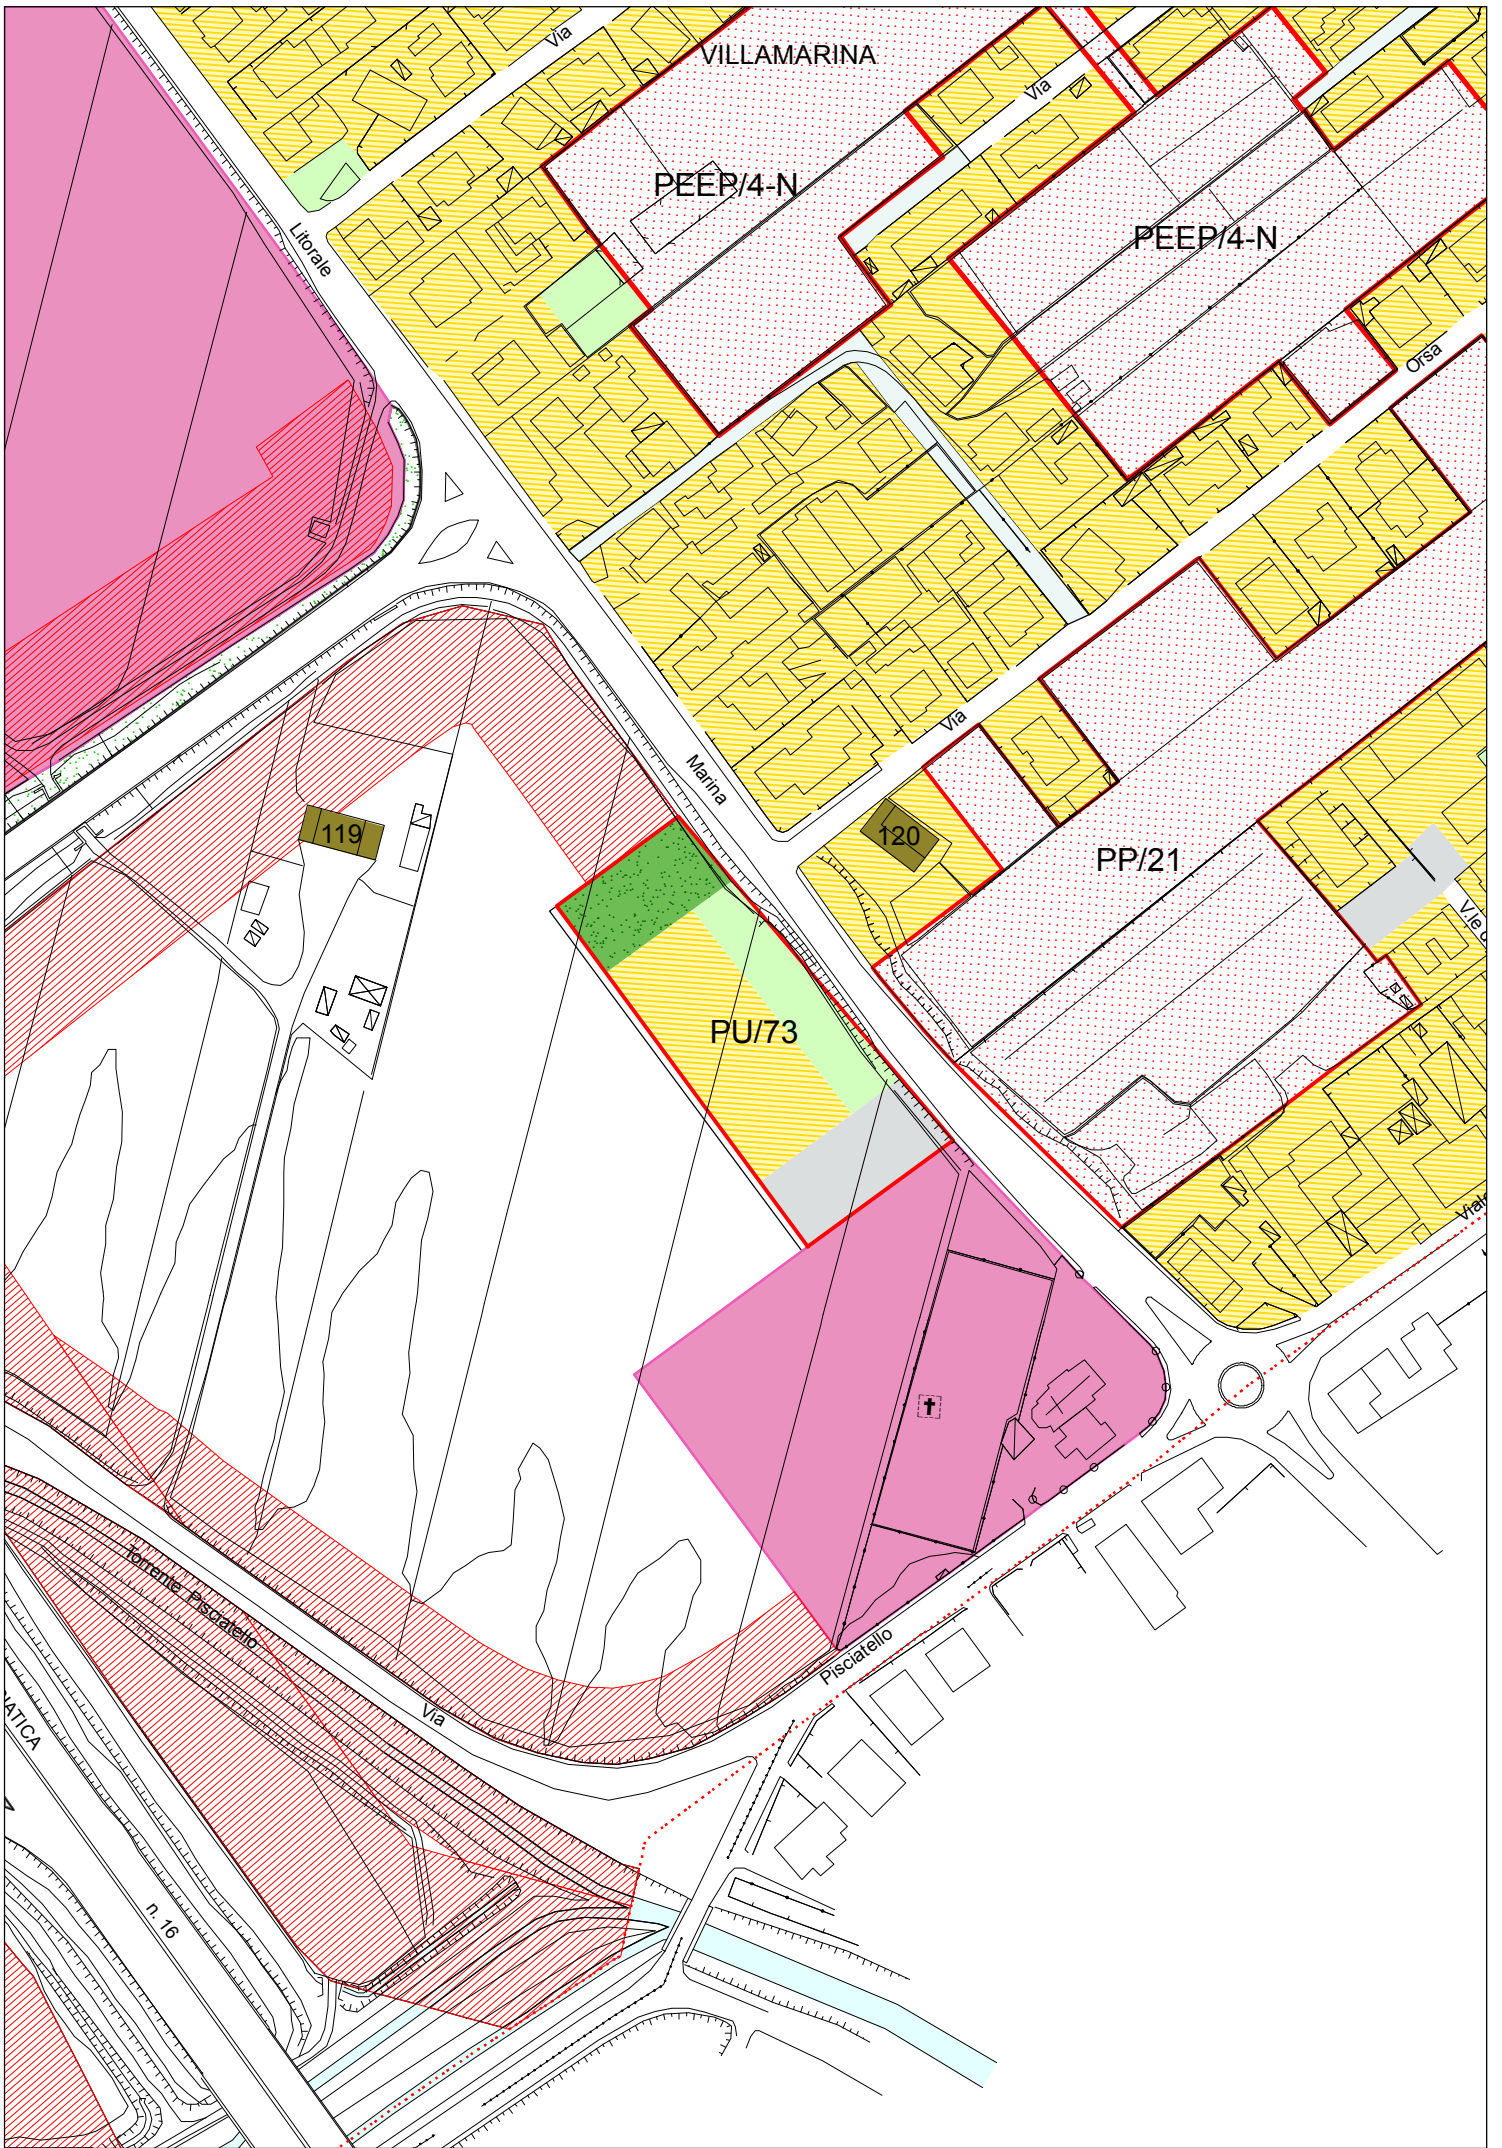 Via
VILLAMARINA
Via
PEEP/4-N
PEEP/4-N
Litorale
Orsa
Via
Marina
119
120
PP/21
V.le
PU/73
Viale
Torrente Pisciatello
Pisciatello
Via
n. 16